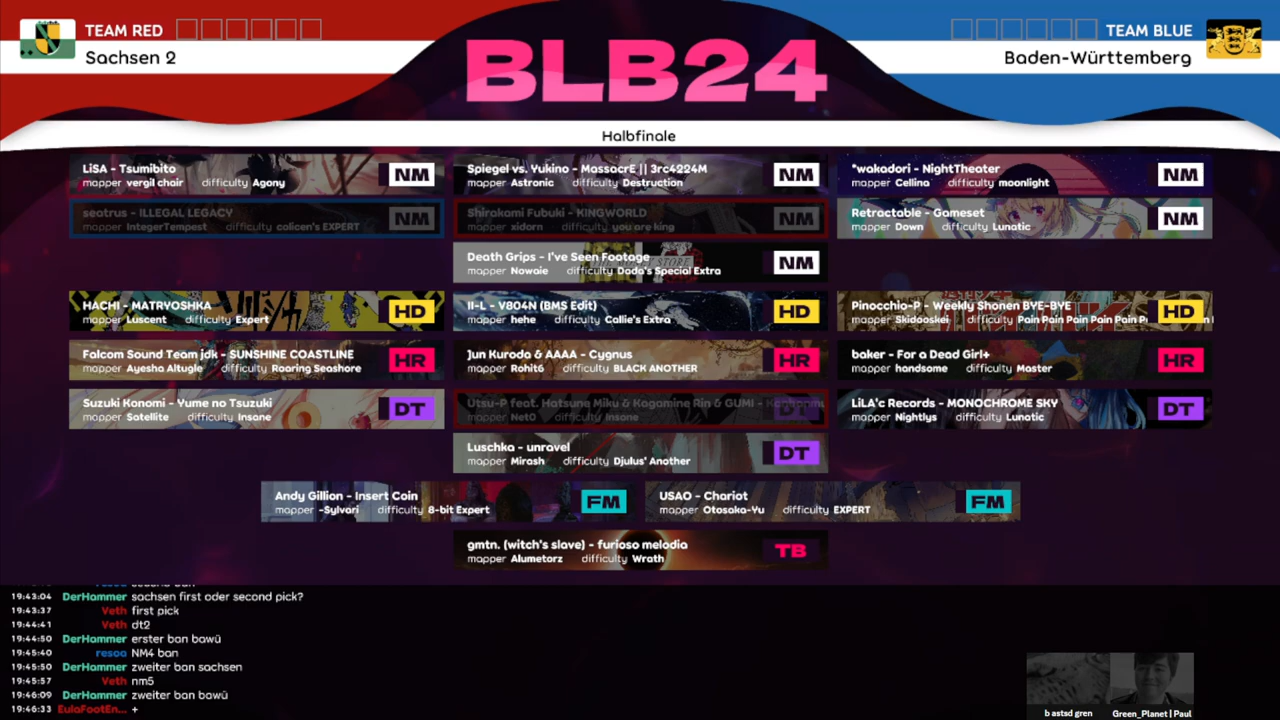 TEAM RED
Sachsen 2
BLB24
TEAM BLUE
Baden-Württemberg
Halbfinale
LiSA - Tsumibito
mapper vergil chair difficulty Agony
NM
Spiegel vs. Yukino - MassacrE || 3rc4224M
mapper Astronic difficulty Destruction
NM
*wakadori - NightTheater
mapper Cellina difficulty moonlight
NM
seatrus - ILLEGAL LEGACY
mapper IntegerTempest difficulty colicen's EXPERT
NM
Shirakami Fubuki - KINGWORLD
mapper xidorn difficulty you are king
NM
Retractable - Gameset
mapper Down difficulty Lunatic
NM
Death Grips - I've Seen Footage
mapper Nowaie difficulty Dada's Special Extra
NM
HACHI - MATRYOSHKA
mapper Luscent difficulty Expert
HD
II-L - V804N (BMS Edit)
mapper hehe difficulty Callie's Extra
HD
Pinocchio-P - Weekly Shonen BYE-BYE
mapper Skidooskei difficulty Pain Pain Pain Pain Pain
HD
Falcom Sound Team jdk - SUNSHINE COASTLINE
mapper Ayesha Altugle difficulty Roaring Seashore
HR
Jun Kuroda & AAAA - Cygnus
mapper Rohit6 difficulty BLACK ANOTHER
HR
baker - For a Dead Girl+
mapper handsome difficulty Master
HR
Suzuki Konomi - Yume no Tsuzuki
mapper Satellite difficulty Insane
DT
Utsu-P feat. Hatsune Miku & Kagamine Rin & GUMI -
mapper Net0 difficulty Insane
DT
LiLA'c Records - MONOCHROME SKY
mapper Nightlys difficulty Lunatic
DT
Luschka - unravel
mapper Mirash difficulty Djulus' Another
DT
Andy Gillion - Insert Coin
mapper -Sylvari difficulty 8-bit Expert
FM
USAO - Chariot
mapper Otosaka-Yu difficulty EXPERT
FM
gmtn. (witch's slave) - furioso melodia
mapper Alumetorz difficulty Wrath
TB
19:43:04 DerHammer sachsen first oder second pick?
19:43:37 Veth first pick
19:44:41 Veth dt2
19:44:50 DerHammer erster ban bawü
19:45:40 resoa NM4 ban
19:45:50 DerHammer zweiter ban sachsen
19:45:57 Veth nm5
19:46:09 DerHammer zweiter ban bawü
19:46:33 EulaFootEn... +
b astsd gren
Green_Planet | Paul